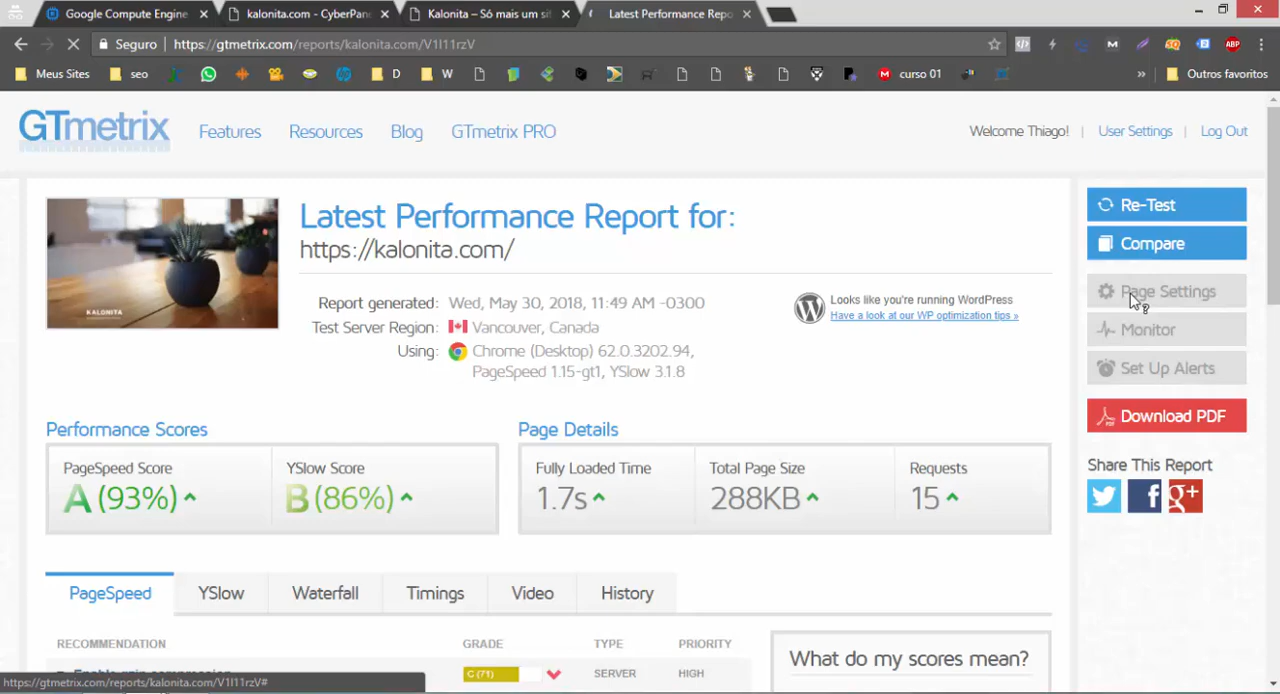 Google Compute Engine
kalonita.com - CyberPan
Kalonita – Só mais um sit
Latest Performance Repo
Seguro
https://gtmetrix.com/reports/kalonita.com/V1l11rzV
ABP
Meus Sites
seo
D
W
curso 01
»
Outros favoritos
GTmetrix
Features
Resources
Blog
GTmetrix PRO
Welcome Thiago!
User Settings
Log Out
Latest Performance Report for:
https://kalonita.com/
KALONITA
Report generated: Wed, May 30, 2018, 11:49 AM -0300
Test Server Region: Vancouver, Canada
Using: Chrome (Desktop) 62.0.3202.94,
PageSpeed 1.15-gt1, YSlow 3.1.8
Looks like you're running WordPress
Have a look at our WP optimization tips »
Re-Test
Compare
Page Settings
Monitor
Set Up Alerts
Download PDF
Share This Report
Performance Scores
PageSpeed Score
A (93%)
YSlow Score
B (86%)
Page Details
Fully Loaded Time
1.7s
Total Page Size
288KB
Requests
15
PageSpeed
YSlow
Waterfall
Timings
Video
History
RECOMMENDATION
GRADE
TYPE
PRIORITY
C (71)
SERVER
HIGH
What do my scores mean?
https://gtmetrix.com/reports/kalonita.com/V1l11rzV#